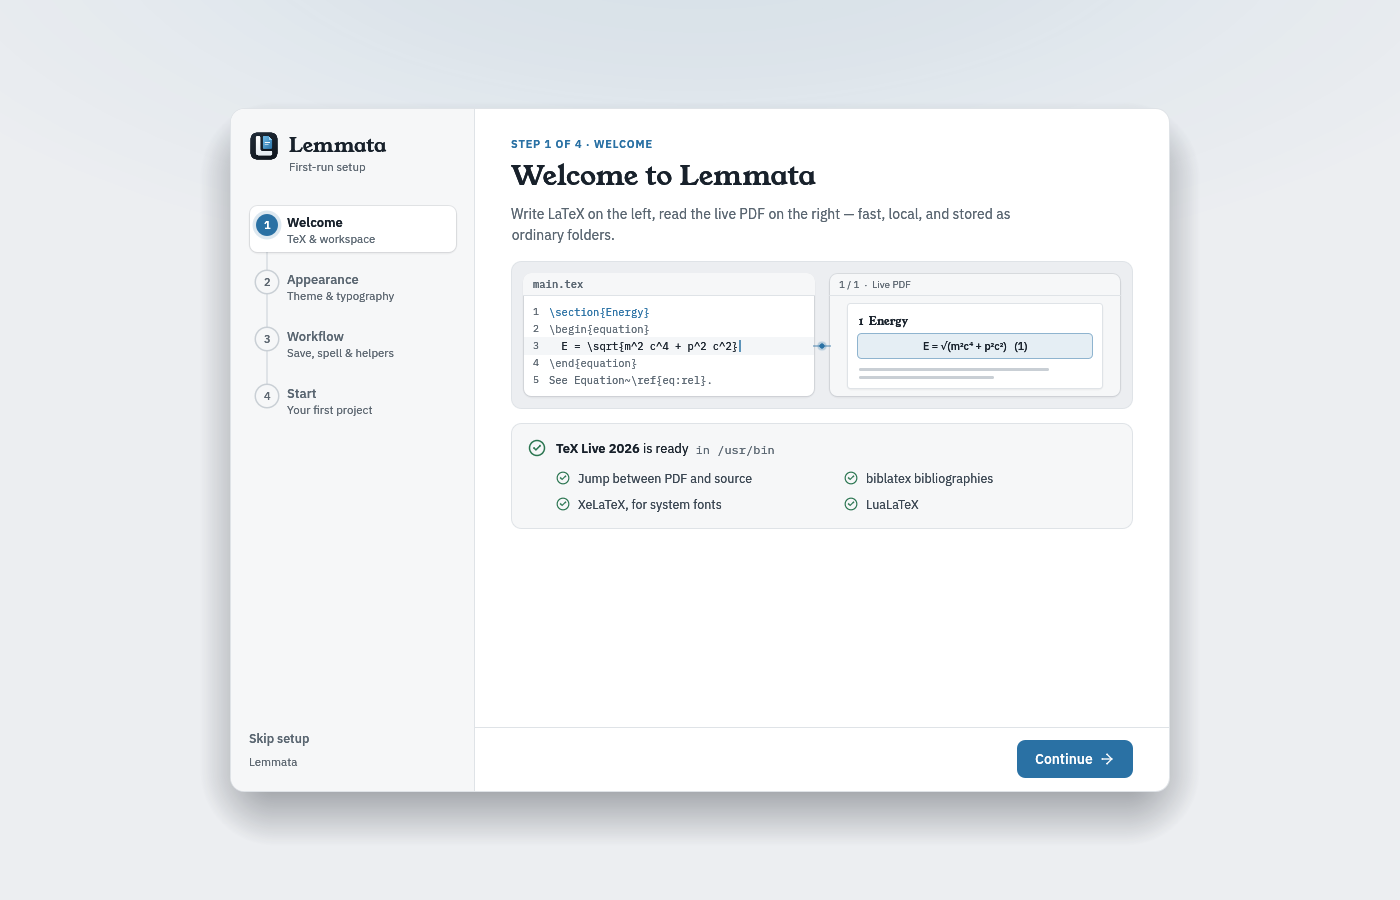 Lemmata
First-run setup
1 Welcome
TeX & workspace
2 Appearance
Theme & typography
3 Workflow
Save, spell & helpers
4 Start
Your first project
Skip setup
Lemmata
STEP 1 OF 4 · WELCOME
Welcome to Lemmata
Write LaTeX on the left, read the live PDF on the right — fast, local, and stored as
ordinary folders.
main.tex
1 \section{Energy}
2 \begin{equation}
3 E = \sqrt{m^2 c^4 + p^2 c^2}
4 \end{equation}
5 See Equation~\ref{eq:rel}.
1 / 1 · Live PDF
1 Energy
E = √(m²c⁴ + p²c²) (1)
TeX Live 2026 is ready in /usr/bin
Jump between PDF and source
biblatex bibliographies
XeLaTeX, for system fonts
LuaLaTeX
Continue